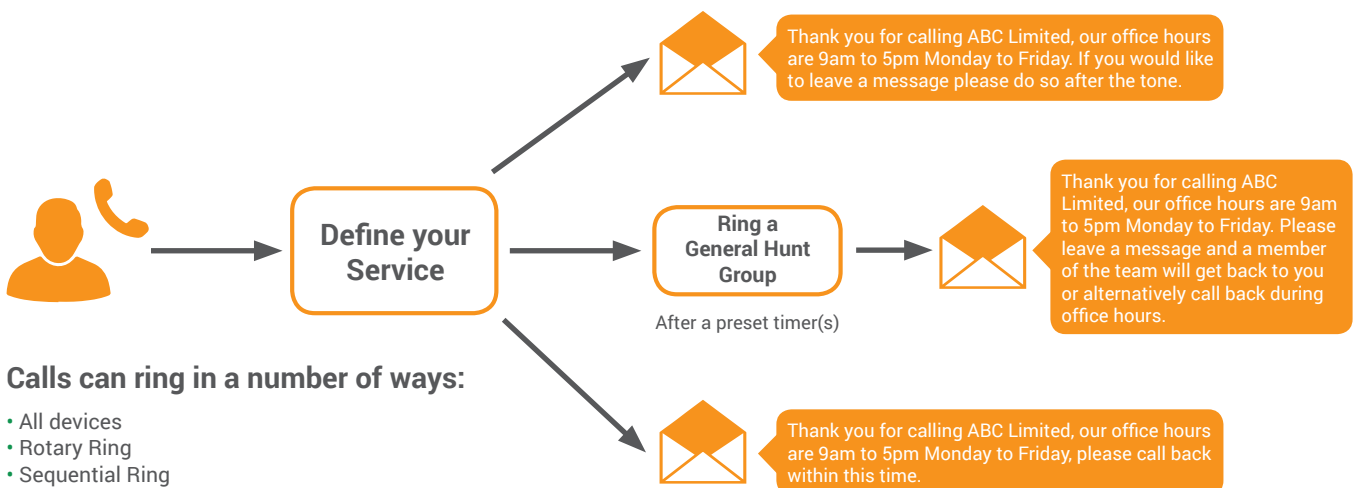 Thank you for calling ABC Limited, our office hours
are 9am to 5pm Monday to Friday. If you would like
to leave a message please do so after the tone.
Define your
Service
Ring a
General Hunt
Group
After a preset timer(s)
Thank you for calling ABC
Limited, our office hours are 9am
to 5pm Monday to Friday. Please
leave a message and a member
of the team will get back to you
or alternatively call back during
office hours.
Calls can ring in a number of ways:
• All devices
• Rotary Ring
• Sequential Ring
Thank you for calling ABC Limited, our office hours
are 9am to 5pm Monday to Friday, please call back
within this time.